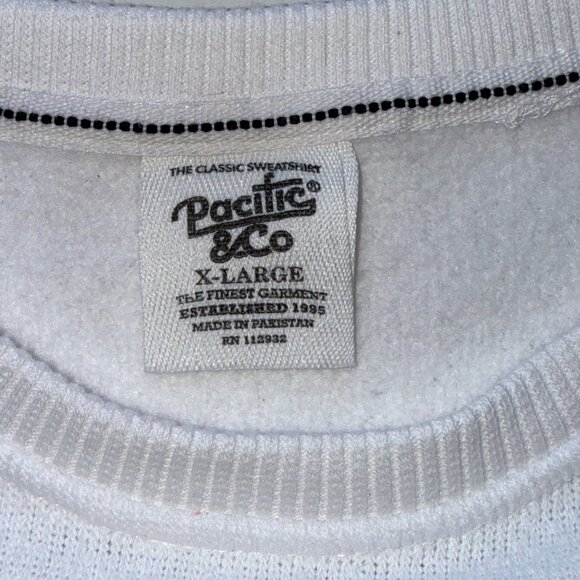 THE CLASSIC SWEATSHIRT
Pacific®
&Co
X-LARGE
THE FINEST GARMENT
ESTABLISHED 1995
MADE IN PAKISTAN
RN 112932